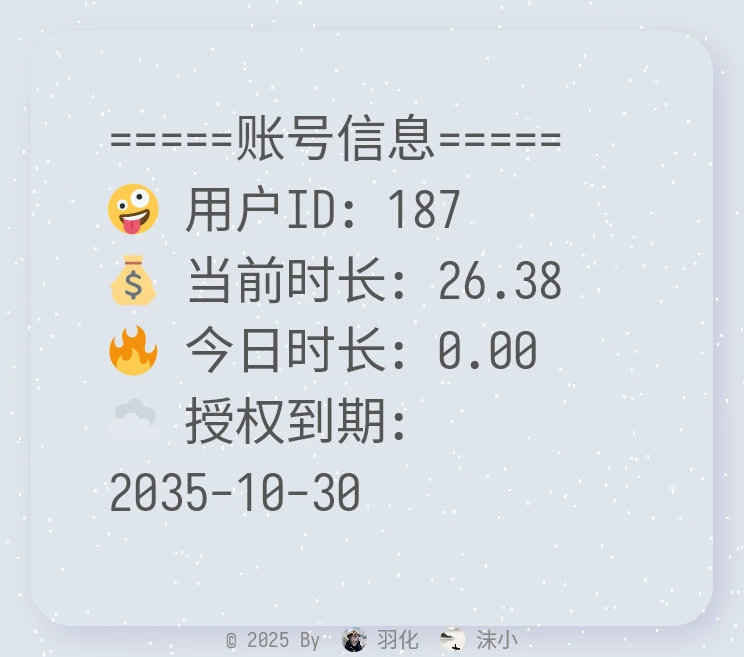 =====账号信息=====
🤪 用户ID: 187
💰 当前时长: 26.38
🔥 今日时长: 0.00
☁️ 授权到期:
2035-10-30
© 2025 By 羽化 沫小